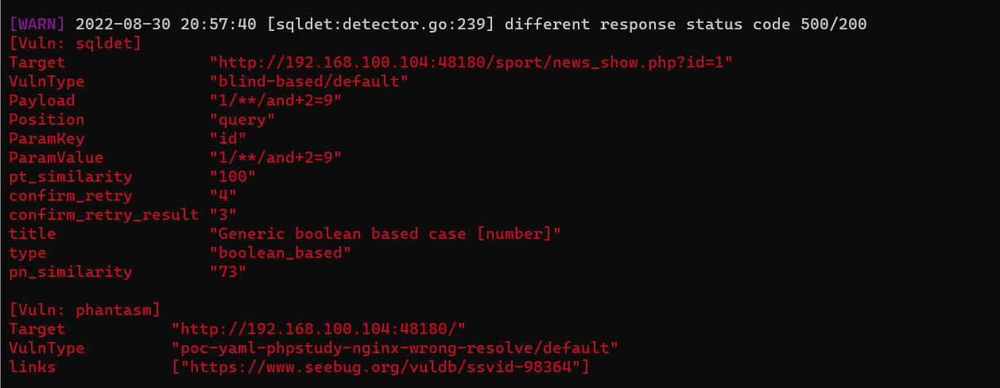 [WARN] 2022-08-30 20:57:40 [sqldet:detector.go:239] different response status code 500/200
[Vuln: sqldet]
Target "http://192.168.100.104:48180/sport/news_show.php?id=1"
VulnType "blind-based/default"
Payload "1/**/and+2=9"
Position "query"
ParamKey "id"
ParamValue "1/**/and+2=9"
pt_similarity "100"
confirm_retry "4"
confirm_retry_result "3"
title "Generic boolean based case [number]"
type "boolean_based"
pn_similarity "73"
[Vuln: phantasm]
Target "http://192.168.100.104:48180/"
VulnType "poc-yaml-phpstudy-nginx-wrong-resolve/default"
links ["https://www.seebug.org/vuldb/ssvid-98364"]